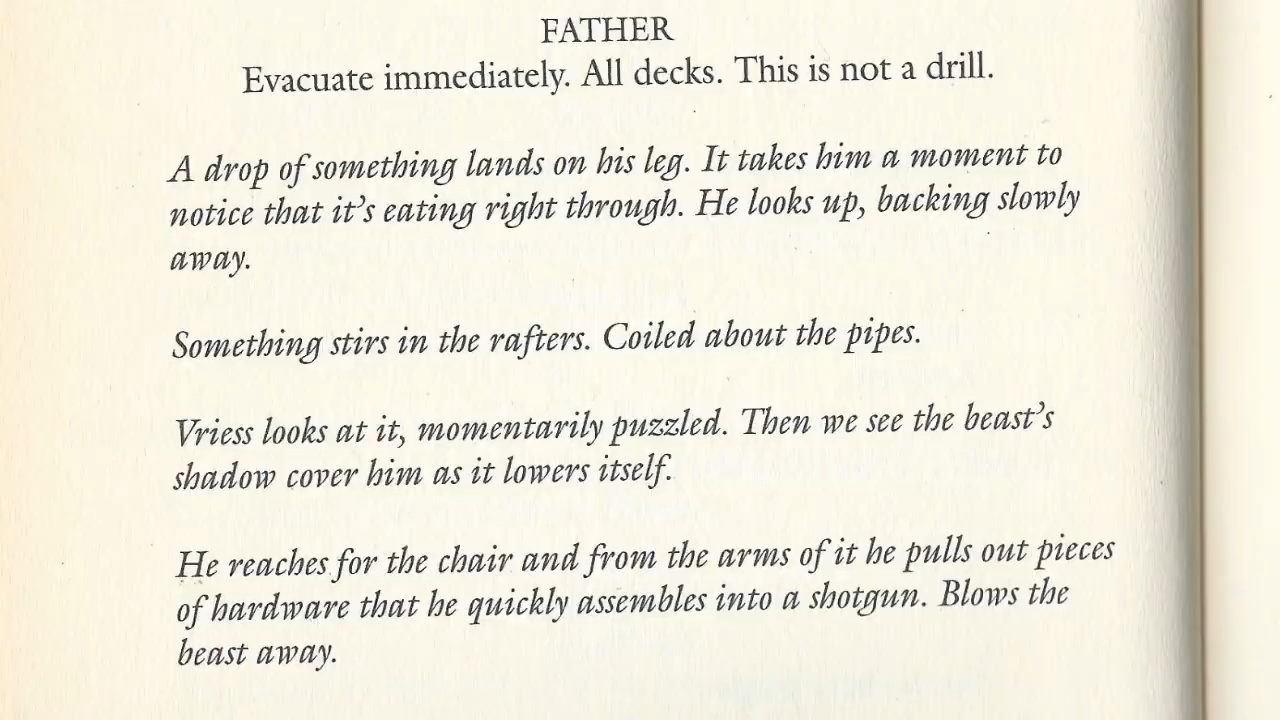 FATHER
Evacuate immediately. All decks. This is not a drill.
A drop of something lands on his leg. It takes him a moment to
notice that it's eating right through. He looks up, backing slowly
away.
Something stirs in the rafters. Coiled about the pipes.
Vriess looks at it, momentarily puzzled. Then we see the beast's
shadow cover him as it lowers itself.
He reaches for the chair and from the arms of it he pulls out pieces
of hardware that he quickly assembles into a shotgun. Blows the
beast away.